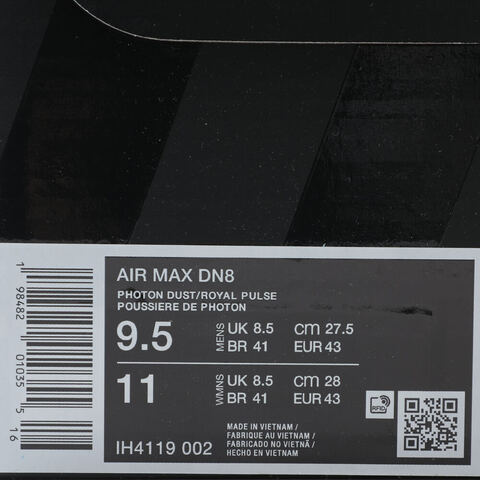 AIR MAX DN8
PHOTON DUST/ROYAL PULSE
POUSSIERE DE PHOTON
9.5 MENS UK 8.5 cm 27.5
BR 41 EUR 43
11 WMNS UK 8.5 cm 28
BR 41 EUR 43
RFID
IH4119 002
MADE IN VIETNAM /
FABRIQUE AU VIETNAM /
FABRICADO NO VIETNÃ /
HECHO EN VIETNAM
1 98482 01035 5 16